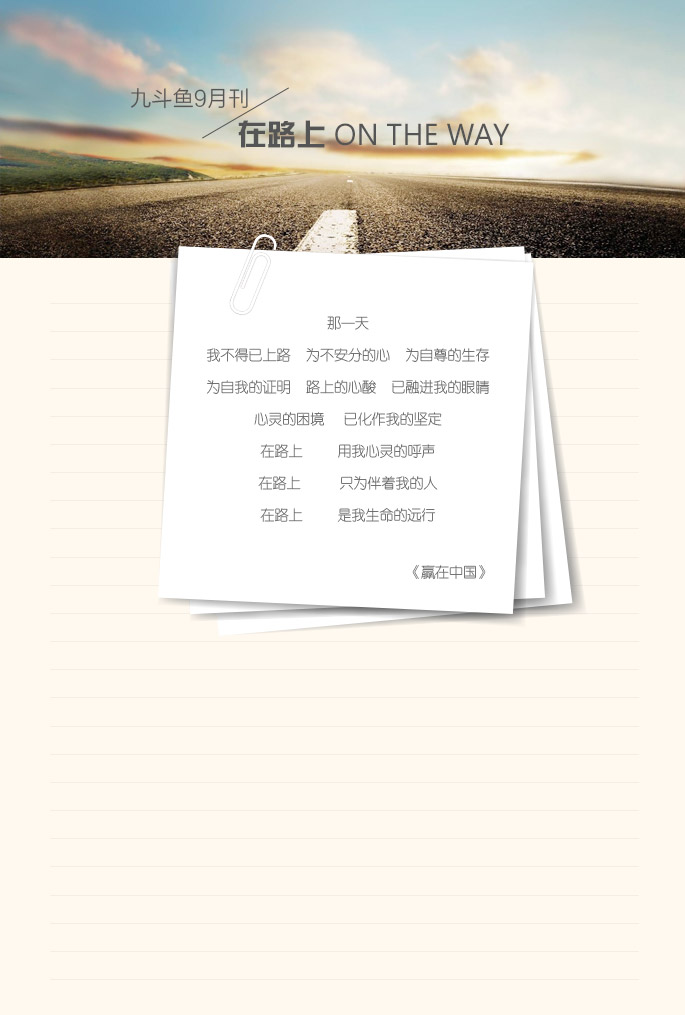 九斗鱼9月刊
在路上 ON THE WAY
那一天
我不得已上路 为不安分的心 为自尊的生存
为自我的证明 路上的心酸 已融进我的眼睛
心灵的困境 已化作我的坚定
在路上 用我心灵的呼声
在路上 只为伴着我的人
在路上 是我生命的远行
《赢在中国》